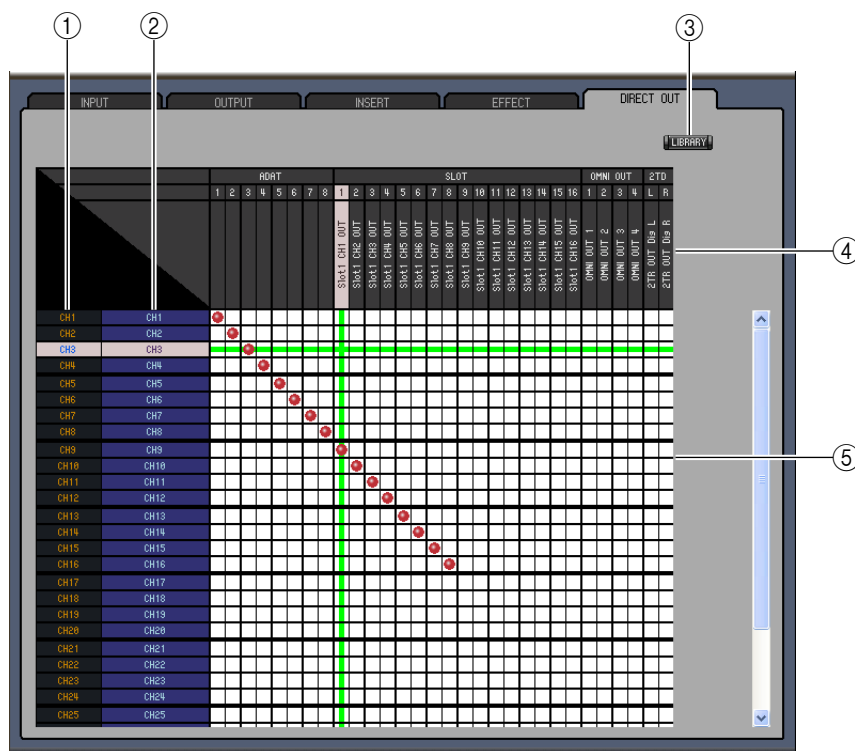 ① ② ③
INPUT OUTPUT INSERT EFFECT DIRECT OUT
LIBRARY
ADAT SLOT OMNI OUT 2TD
1 2 3 4 5 6 7 8 1 2 3 4 5 6 7 8 9 10 11 12 13 14 15 16 1 2 3 4 L R
Slot1 CH1 OUT
Slot1 CH2 OUT
Slot1 CH3 OUT
Slot1 CH4 OUT
Slot1 CH5 OUT
Slot1 CH6 OUT
Slot1 CH7 OUT
Slot1 CH8 OUT
Slot1 CH9 OUT
Slot1 CH10 OUT
Slot1 CH11 OUT
Slot1 CH12 OUT
Slot1 CH13 OUT
Slot1 CH14 OUT
Slot1 CH15 OUT
Slot1 CH16 OUT
OMNI OUT 1
OMNI OUT 2
OMNI OUT 3
OMNI OUT 4
2TR OUT Dig L
2TR OUT Dig R
④
CH1 CH1
CH2 CH2
CH3 CH3
CH4 CH4
CH5 CH5
CH6 CH6
CH7 CH7
CH8 CH8
CH9 CH9
⑤
CH10 CH10
CH11 CH11
CH12 CH12
CH13 CH13
CH14 CH14
CH15 CH15
CH16 CH16
CH17 CH17
CH18 CH18
CH19 CH19
CH20 CH20
CH21 CH21
CH22 CH22
CH23 CH23
CH24 CH24
CH25 CH25